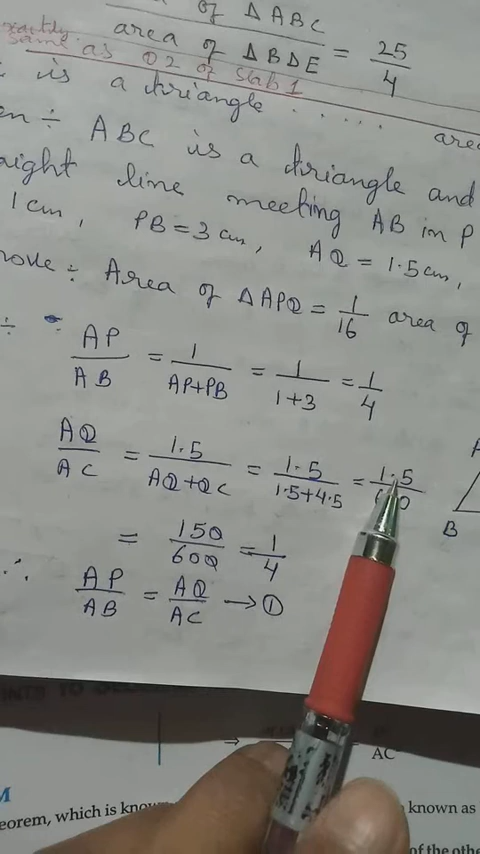 of ΔABC / area of ΔBDE = 25/4
same as Q2 of Slab 1
is a triangle ...... are
ABC is a triangle and
straight line meeting AB in P
1 cm, PB = 3 cm, AQ = 1.5 cm,
Prove ÷ Area of ΔAPQ = 1/16 area of
÷ AP/AB = 1/AP+PB = 1/1+3 = 1/4
AQ/AC = 1.5/AQ+QC = 1.5/1.5+4.5 = 1.5
= 150/600 = 1/4
∴ AP/AB = AQ/AC → ①
A
B
AC
M
eorem, which is known
known as
of the othe